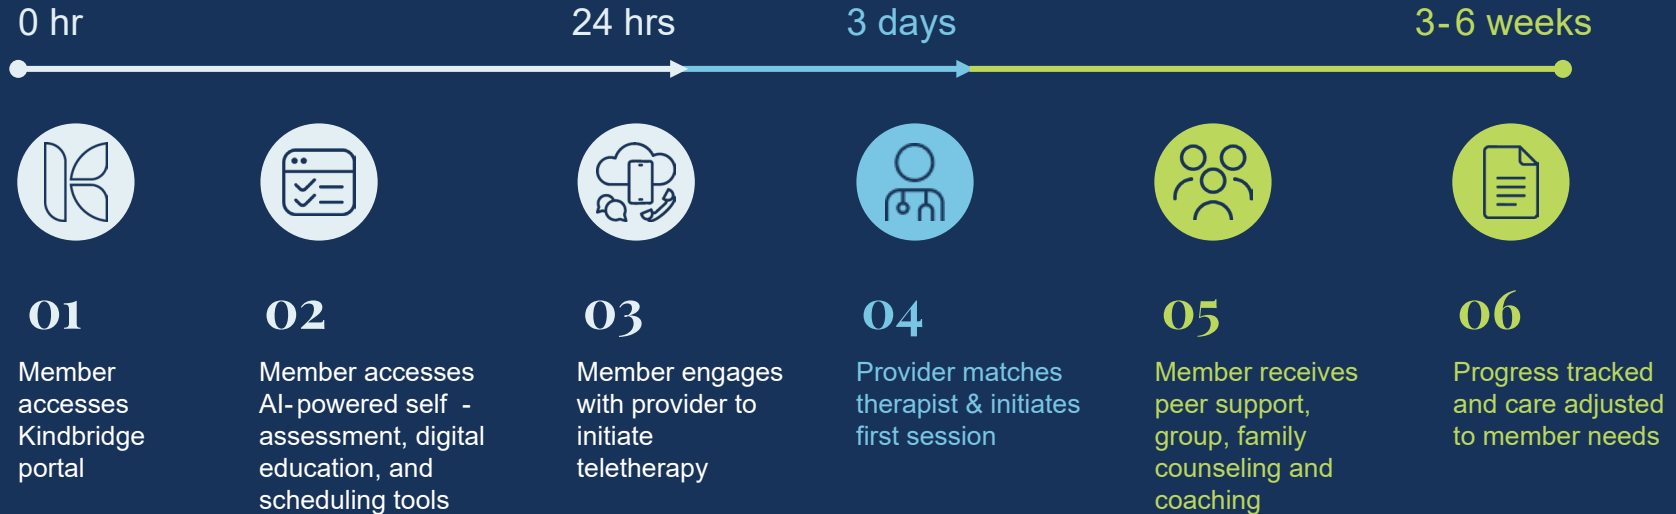 0 hr
24 hrs
3 days
3-6 weeks
01
Member
accesses
Kindbridge
portal
02
Member accesses
AI-powered self -
assessment, digital
education, and
scheduling tools
03
Member engages
with provider to
initiate
teletherapy
04
Provider matches
therapist & initiates
first session
05
Member receives
peer support,
group, family
counseling and
coaching
06
Progress tracked
and care adjusted
to member needs